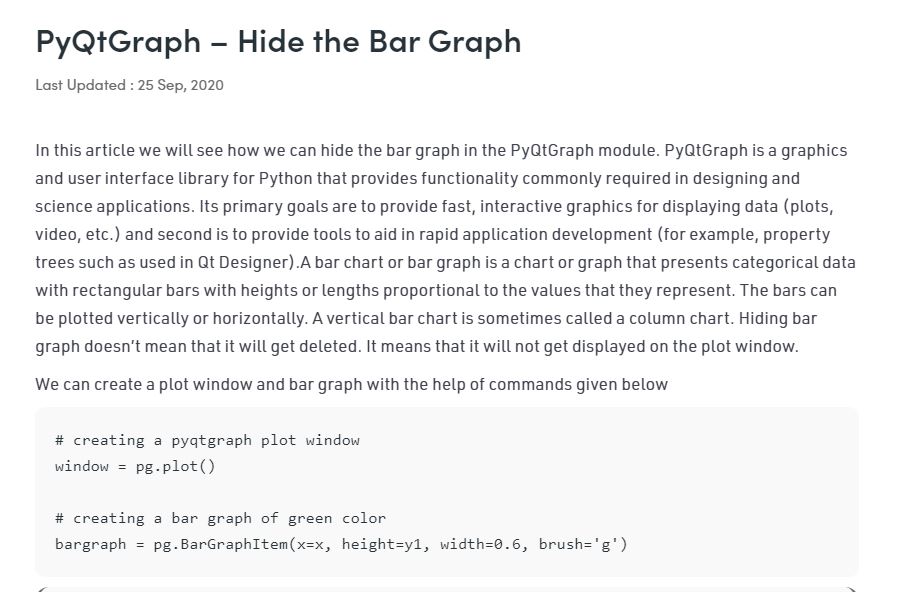 PyQtGraph – Hide the Bar Graph
Last Updated : 25 Sep, 2020
In this article we will see how we can hide the bar graph in the PyQtGraph module. PyQtGraph is a graphics
and user interface library for Python that provides functionality commonly required in designing and
science applications. Its primary goals are to provide fast, interactive graphics for displaying data (plots,
video, etc.) and second is to provide tools to aid in rapid application development (for example, property
trees such as used in Qt Designer).A bar chart or bar graph is a chart or graph that presents categorical data
with rectangular bars with heights or lengths proportional to the values that they represent. The bars can
be plotted vertically or horizontally. A vertical bar chart is sometimes called a column chart. Hiding bar
graph doesn’t mean that it will get deleted. It means that it will not get displayed on the plot window.
We can create a plot window and bar graph with the help of commands given below
# creating a pyqtgraph plot window
window = pg.plot()
# creating a bar graph of green color
bargraph = pg.BarGraphItem(x=x, height=y1, width=0.6, brush='g')